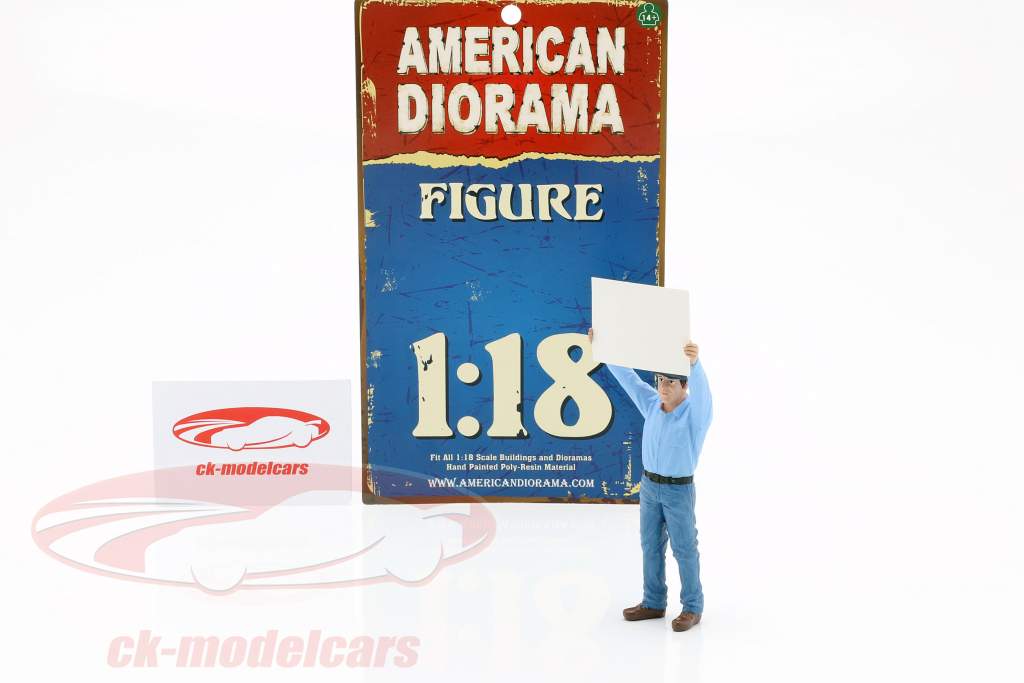 14+
AMERICAN
DIORAMA
FIGURE
1:18
Fit All 1:18 Scale Buildings and Dioramas
Hand Painted Poly-Resin Material
WWW.AMERICANDIORAMA.COM
ck-modelcars
ck-modelcars